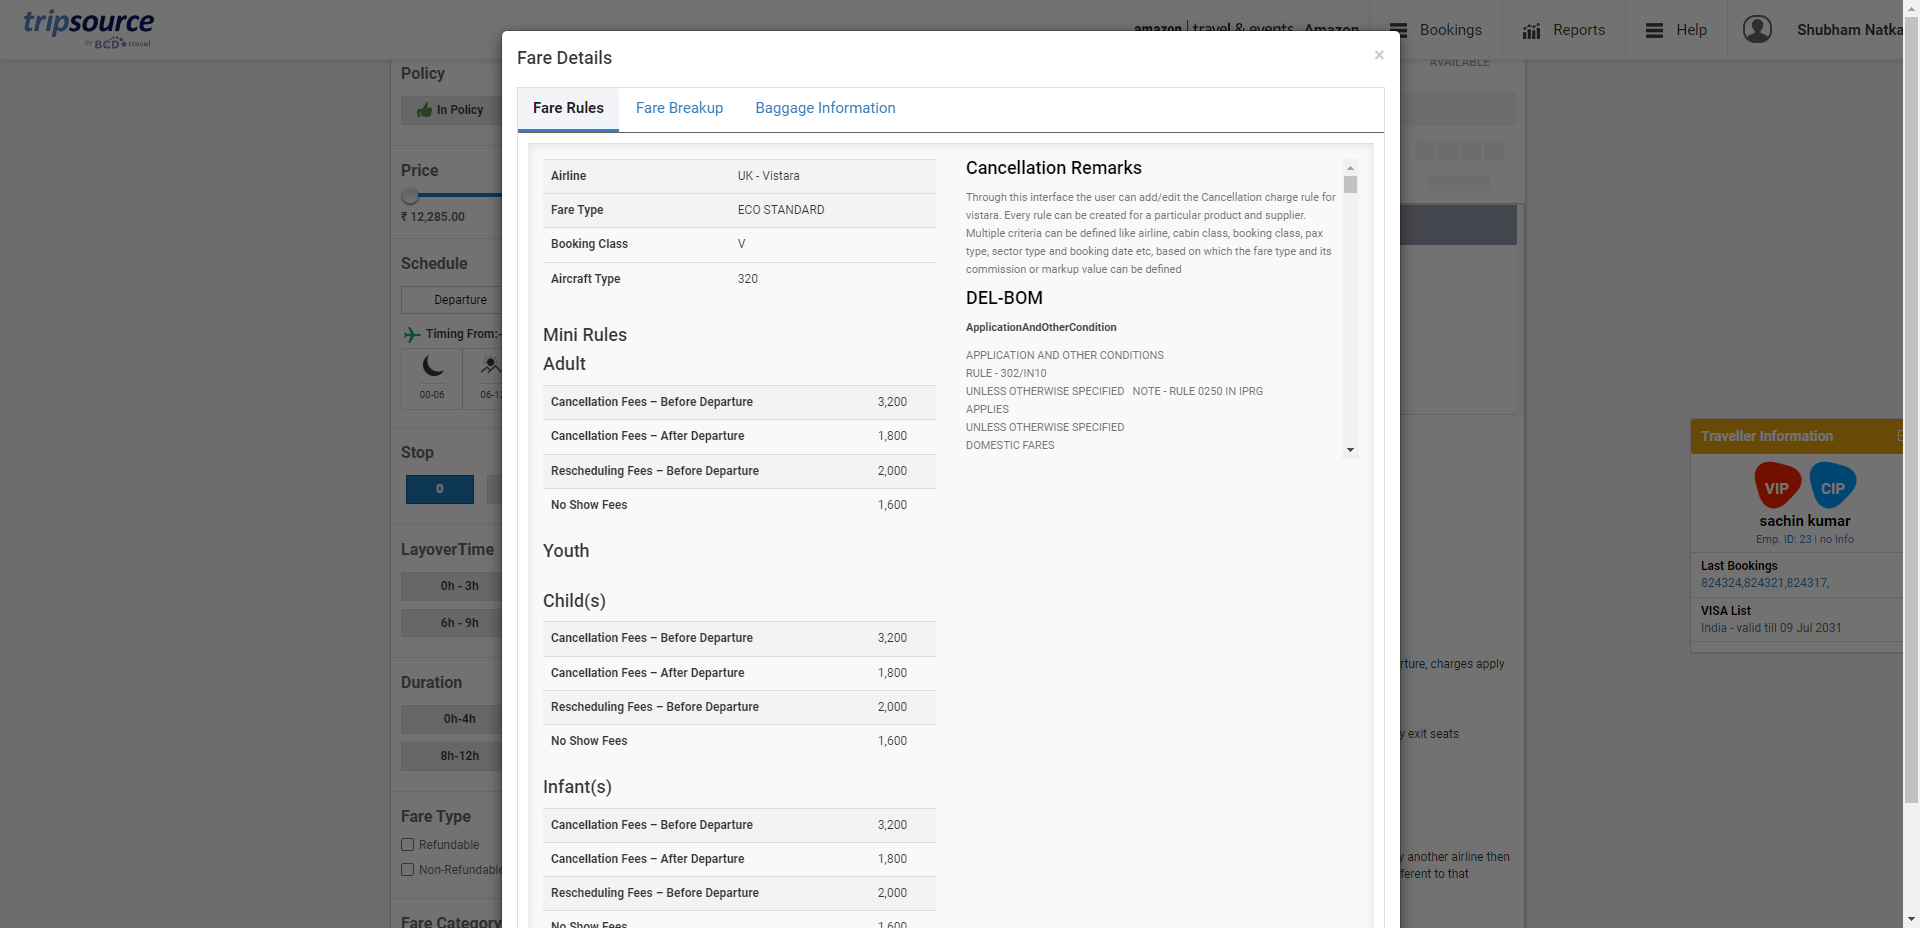 tripsource
by BCD travel
amazon | travel & events Amazon
Bookings
Reports
Help
Shubham Natka
Policy
In Policy
Price
₹ 12,285.00
Schedule
Departure
Timing From:-
00-06
06-12
Stop
0
LayoverTime
0h - 3h
6h - 9h
Duration
0h-4h
8h-12h
Fare Type
Refundable
Non-Refundable
Fare Category
Fare Details
×
Fare Rules
Fare Breakup
Baggage Information
Airline UK - Vistara
Fare Type ECO STANDARD
Booking Class V
Aircraft Type 320
Mini Rules
Adult
Cancellation Fees – Before Departure 3,200
Cancellation Fees – After Departure 1,800
Rescheduling Fees – Before Departure 2,000
No Show Fees 1,600
Youth
Child(s)
Cancellation Fees – Before Departure 3,200
Cancellation Fees – After Departure 1,800
Rescheduling Fees – Before Departure 2,000
No Show Fees 1,600
Infant(s)
Cancellation Fees – Before Departure 3,200
Cancellation Fees – After Departure 1,800
Rescheduling Fees – Before Departure 2,000
No Show Fees 1,600
Cancellation Remarks
Through this interface the user can add/edit the Cancellation charge rule for
vistara. Every rule can be created for a particular product and supplier.
Multiple criteria can be defined like airline, cabin class, booking class, pax
type, sector type and booking date etc, based on which the fare type and its
commission or markup value can be defined
DEL-BOM
ApplicationAndOtherCondition
APPLICATION AND OTHER CONDITIONS
RULE - 302/IN10
UNLESS OTHERWISE SPECIFIED NOTE - RULE 0250 IN IPRG
APPLIES
UNLESS OTHERWISE SPECIFIED
DOMESTIC FARES
AVAILABLE
rture, charges apply
y exit seats
y another airline then
fferent to that
Traveller Information
VIP
CIP
sachin kumar
Emp. ID: 23 | no Info
Last Bookings
824324,824321,824317,
VISA List
India - valid till 09 Jul 2031